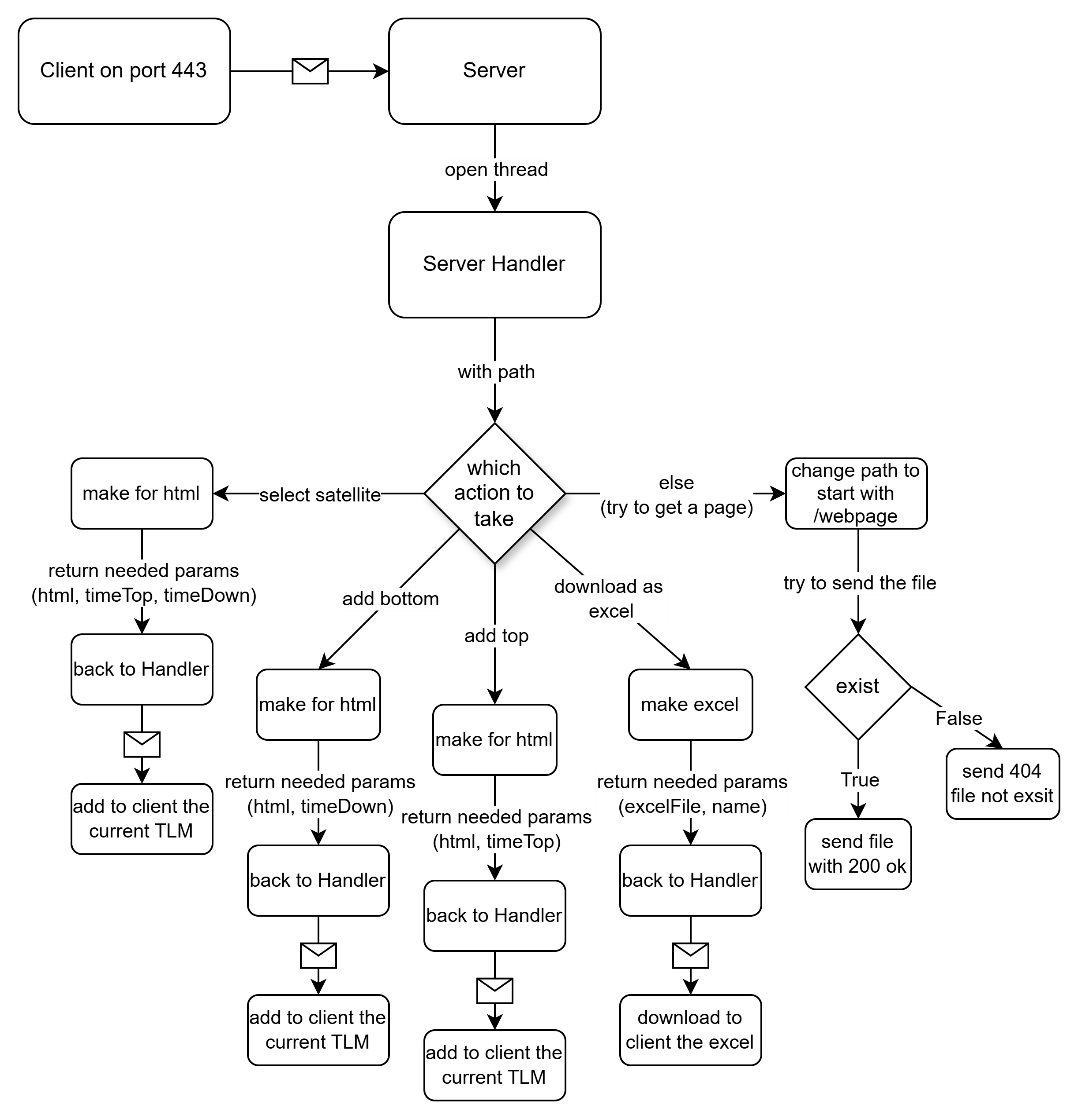 Client on port 443
Server
open thread
Server Handler
with path
which
action to
take
select satellite
make for html
return needed params
(html, timeTop, timeDown)
back to Handler
add to client the
current TLM
add bottom
make for html
return needed params
(html, timeDown)
back to Handler
add to client the
current TLM
add top
make for html
return needed params
(html, timeTop)
back to Handler
add to client the
current TLM
download as
excel
make excel
return needed params
(excelFile, name)
back to Handler
download to
client the excel
else
(try to get a page)
change path to
start with
/webpage
try to send the file
exist
False
send 404
file not exsit
True
send file
with 200 ok